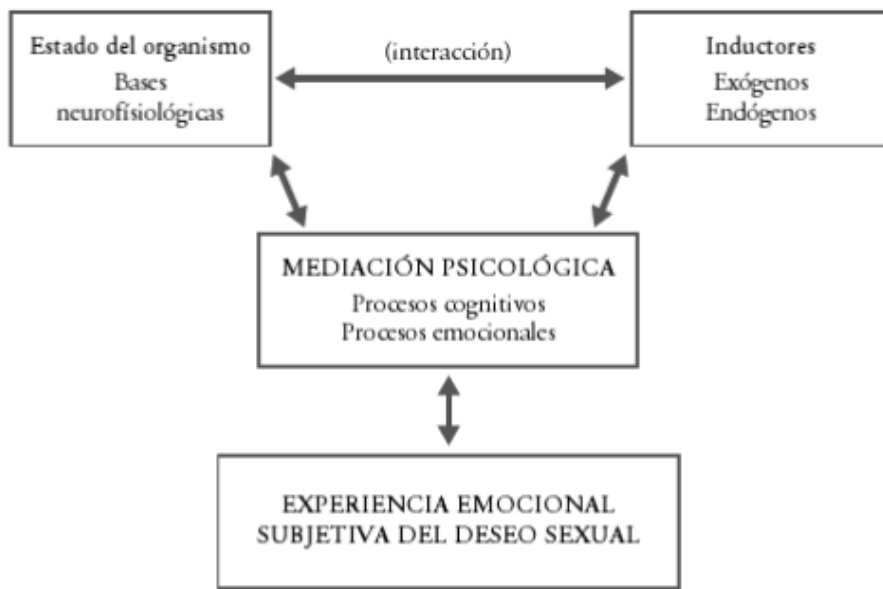 Estado del organismo
Bases
neurofísiológicas
(interacción)
Inductores
Exógenos
Endógenos
MEDIACIÓN PSICOLÓGICA
Procesos cognitivos
Procesos emocionales
EXPERIENCIA EMOCIONAL
SUBJETIVA DEL DESEO SEXUAL